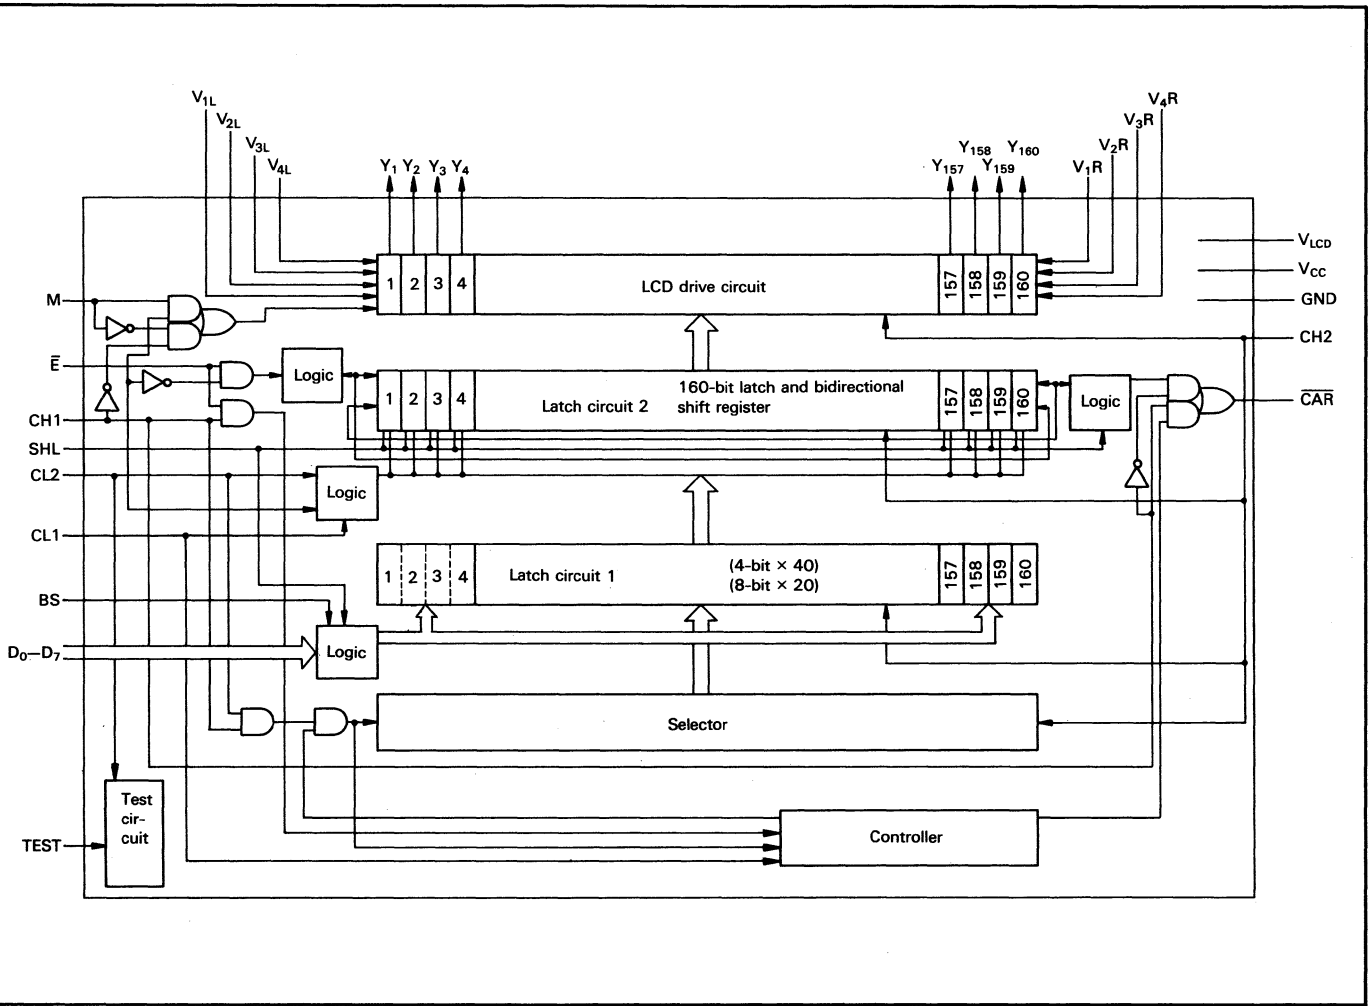 V1L
V2L
V3L
V4L
Y1 Y2 Y3 Y4
Y157
Y158
Y159
Y160
V1R
V2R
V3R
V4R
VLCD
VCC
GND
CH2
M
1 2 3 4
LCD drive circuit
157 158 159 160
E̅
Logic
1 2 3 4
Latch circuit 2
160-bit latch and bidirectional
shift register
157 158 159 160
Logic
C̅A̅R̅
CH1
SHL
CL2
Logic
CL1
1 2 3 4
Latch circuit 1
(4-bit × 40)
(8-bit × 20)
157 158 159 160
BS
D0—D7
Logic
Selector
Test
cir-
cuit
TEST
Controller